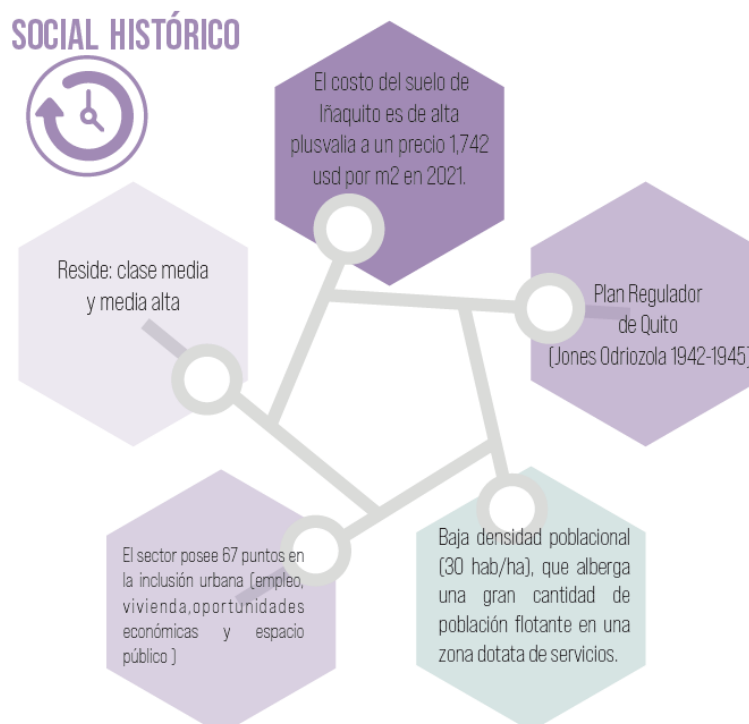 SOCIAL HISTÓRICO
El costo del suelo de
Iñaquito es de alta
plusvalia a un precio 1,742
usd por m2 en 2021.
Reside: clase media
y media alta
Plan Regulador
de Quito
(Jones Odriozola 1942-1945)
El sector posee 67 puntos en
la inclusión urbana (empleo,
vivienda,oportunidades
económicas y espacio
público )
Baja densidad poblacional
(30 hab/ha), que alberga
una gran cantidad de
población flotante en una
zona dotata de servicios.